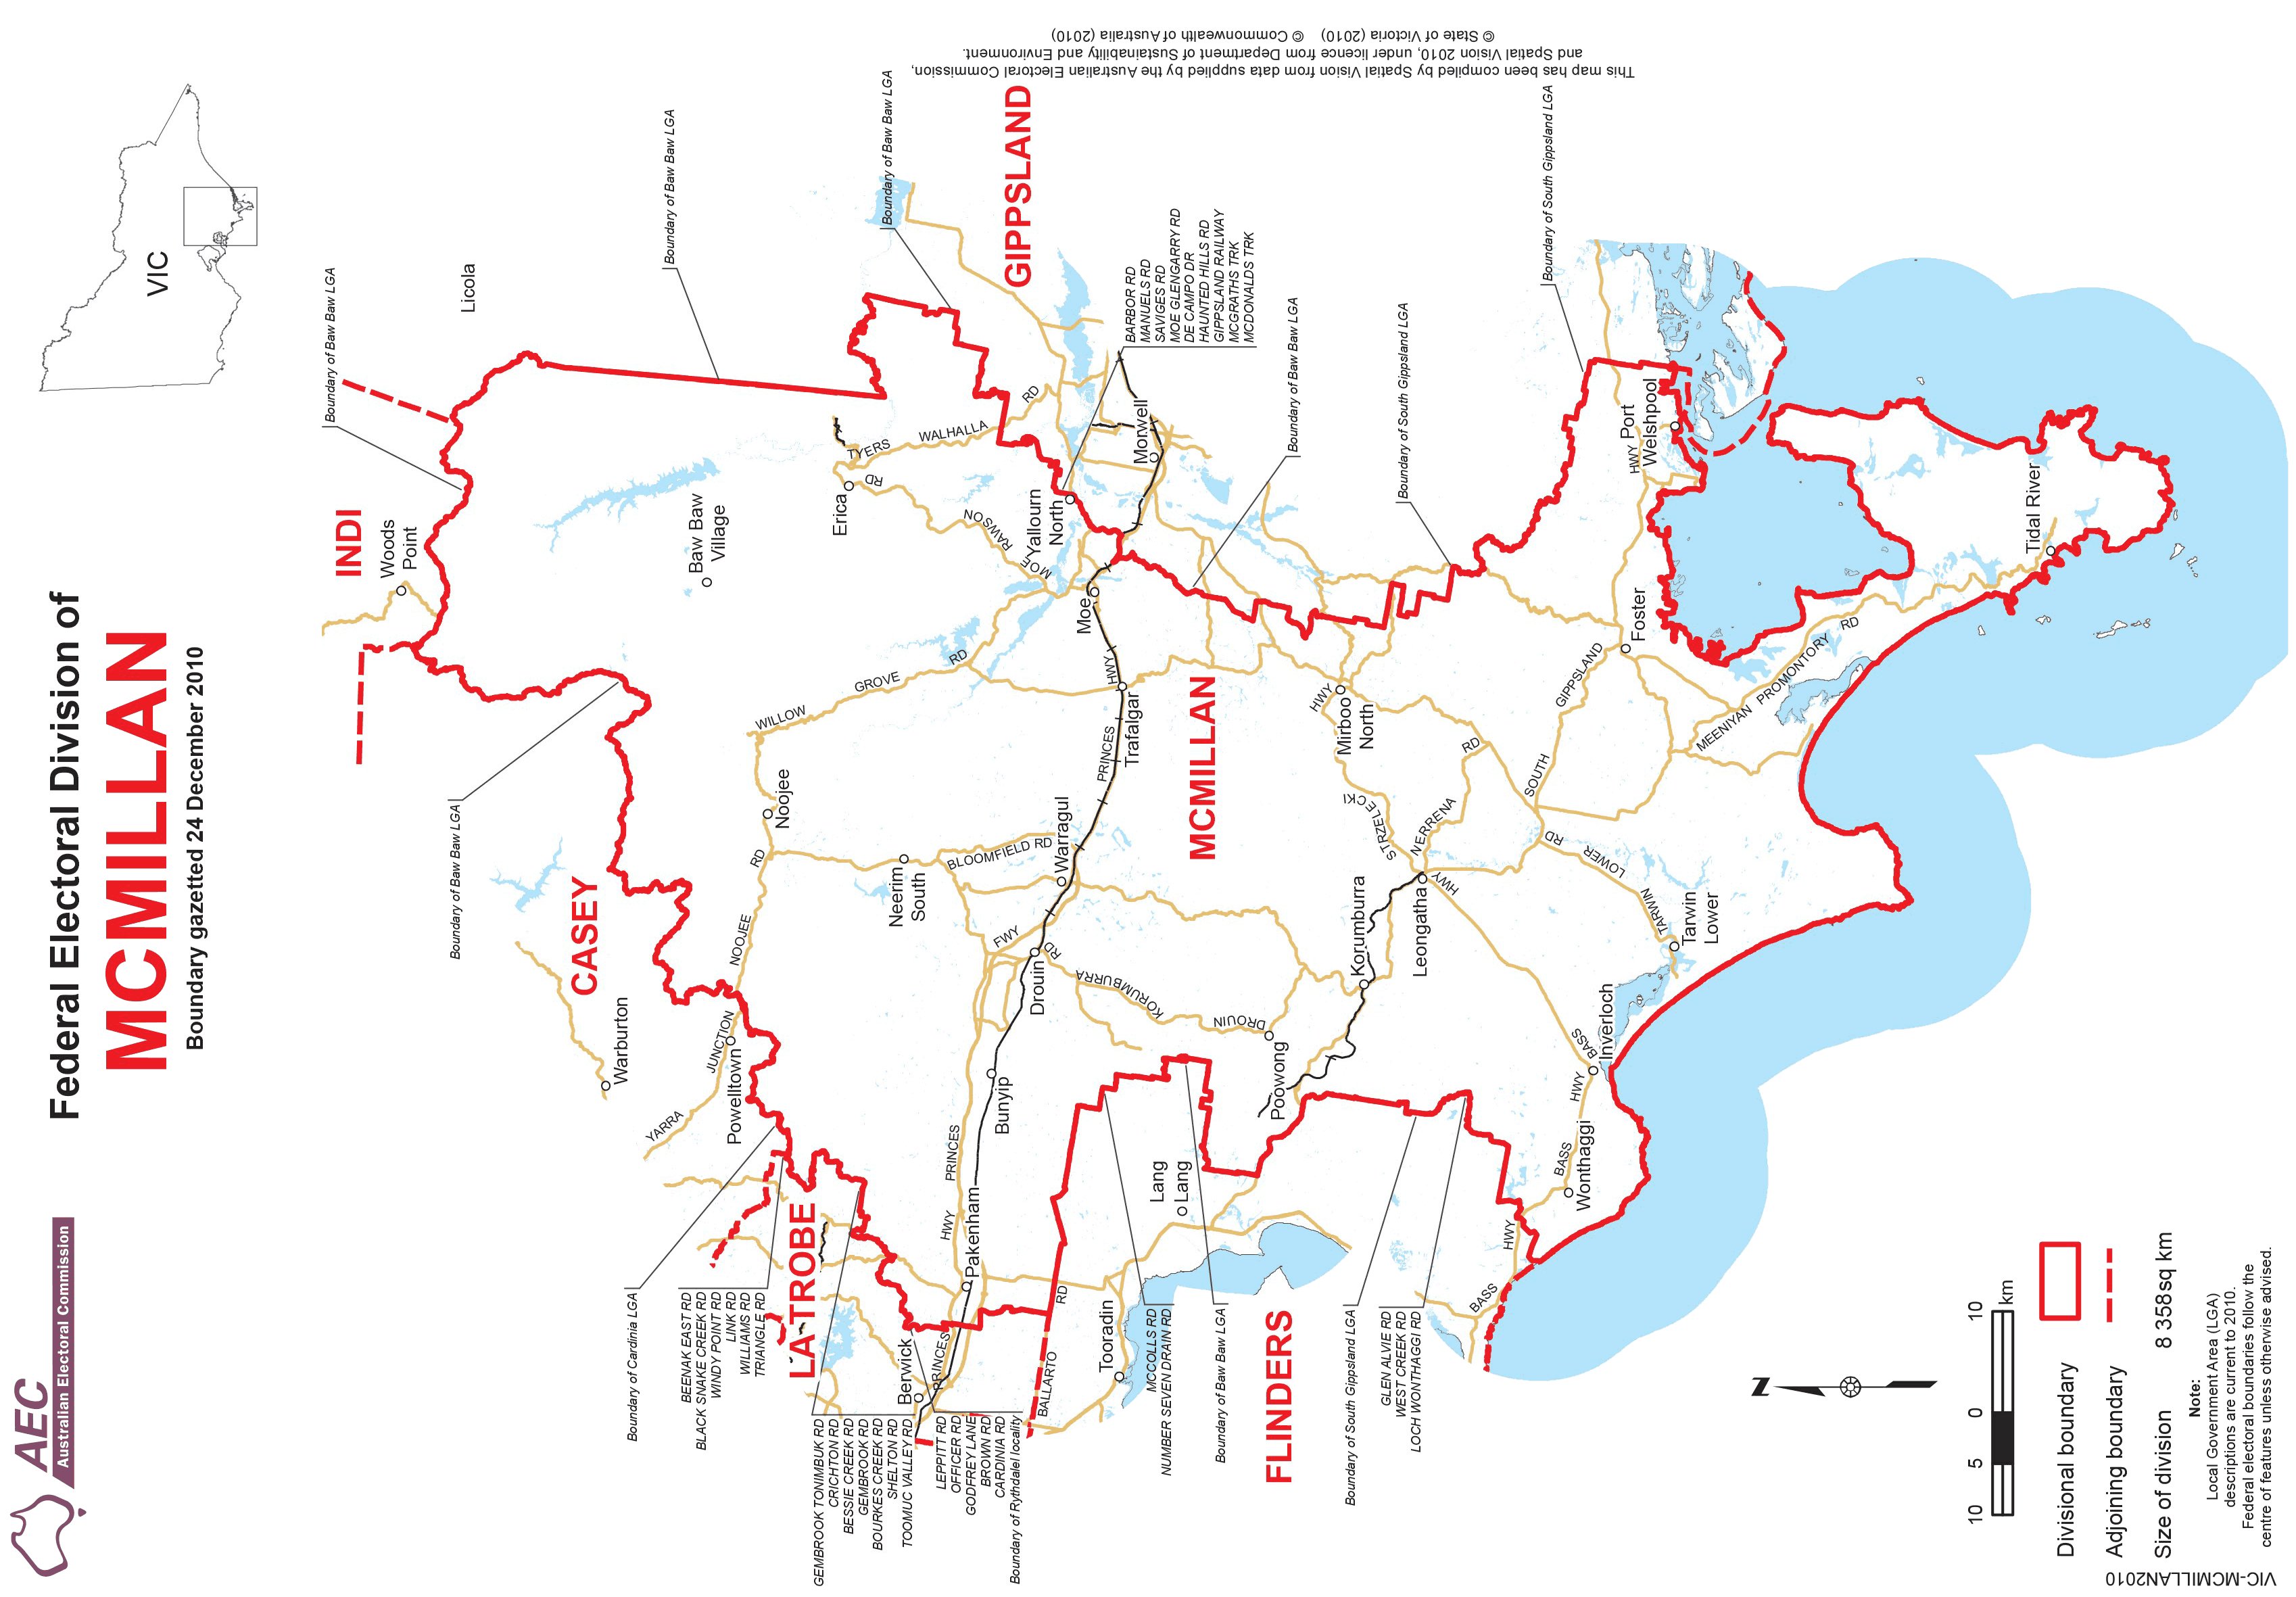 AEC
Australian Electoral Commission
Federal Electoral Division of
MCMILLAN
Boundary gazetted 24 December 2010
VIC
INDI
Woods
Point
Licola
Boundary of Baw Baw LGA
Boundary of Baw Baw LGA
Boundary of Baw Baw LGA
Boundary of Baw Baw LGA
CASEY
Warburton
Baw Baw
Village
YARRA
JUNCTION
Powelltown
NOOJEE
RD
Noojee
WILLOW
GROVE
RD
Erica
TYERS
WALHALLA
RD
RD
RAWSON
MOE
Yallourn
North
GIPPSLAND
Boundary of Cardinia LGA
BEENAK EAST RD
BLACK SNAKE CREEK RD
WINDY POINT RD
LINK RD
WILLIAMS RD
TRIANGLE RD
LA TROBE
GEMBROOK TONIMBUK RD
CRICHTON RD
BESSIE CREEK RD
GEMBROOK RD
BOURKES CREEK RD
SHELTON RD
TOOMUC VALLEY RD
LEPPITT RD
OFFICER RD
GODFREY LANE
BROWN RD
CARDINIA RD
Boundary of Rythdalel locality
Berwick
PRINCES
Pakenham
HWY
PRINCES
Bunyip
Neerim
South
BLOOMFIELD RD
FWY
Drouin
RD
Warragul
PRINCES
HWY
Trafalgar
Moe
Morwell
BARBOR RD
MANUELS RD
SAVIGES RD
MOE GLENGARRY RD
DE CAMPO DR
HAUNTED HILLS RD
GIPPSLAND RAILWAY
MCGRATHS TRK
MCDONALDS TRK
Boundary of Baw Baw LGA
BALLARTO
RD
Tooradin
Lang
Lang
MCCOLLS RD
NUMBER SEVEN DRAIN RD
Boundary of Baw Baw LGA
KORUMBURRA
DROUIN
Poowong
MCMILLAN
FLINDERS
Boundary of South Gippsland LGA
GLEN ALVIE RD
WEST CREEK RD
LOCH WONTHAGGI RD
Korumburra
Leongatha
STRZELECKI
HWY
Mirboo
North
NERRENA
RD
HWY
Boundary of South Gippsland LGA
Boundary of South Gippsland LGA
BASS
HWY
BASS
Wonthaggi
HWY
BASS
Inverloch
Tarwin
Lower
TARWIN
LOWER
RD
SOUTH
GIPPSLAND
HWY
Foster
Port
Welshpool
MEENIYAN
PROMONTORY
RD
Tidal River
This map has been compiled by Spatial Vision from data supplied by the Australian Electoral Commission,
and Spatial Vision 2010, under licence from Department of Sustainability and Environment.
© State of Victoria (2010) © Commonwealth of Australia (2010)
N
10 5 0 10
km
Divisional boundary
Adjoining boundary
Size of division 8 358sq km
Note:
Local Government Area (LGA)
descriptions are current to 2010.
Federal electoral boundaries follow the
centre of features unless otherwise advised.
VIC-MCMILLAN2010